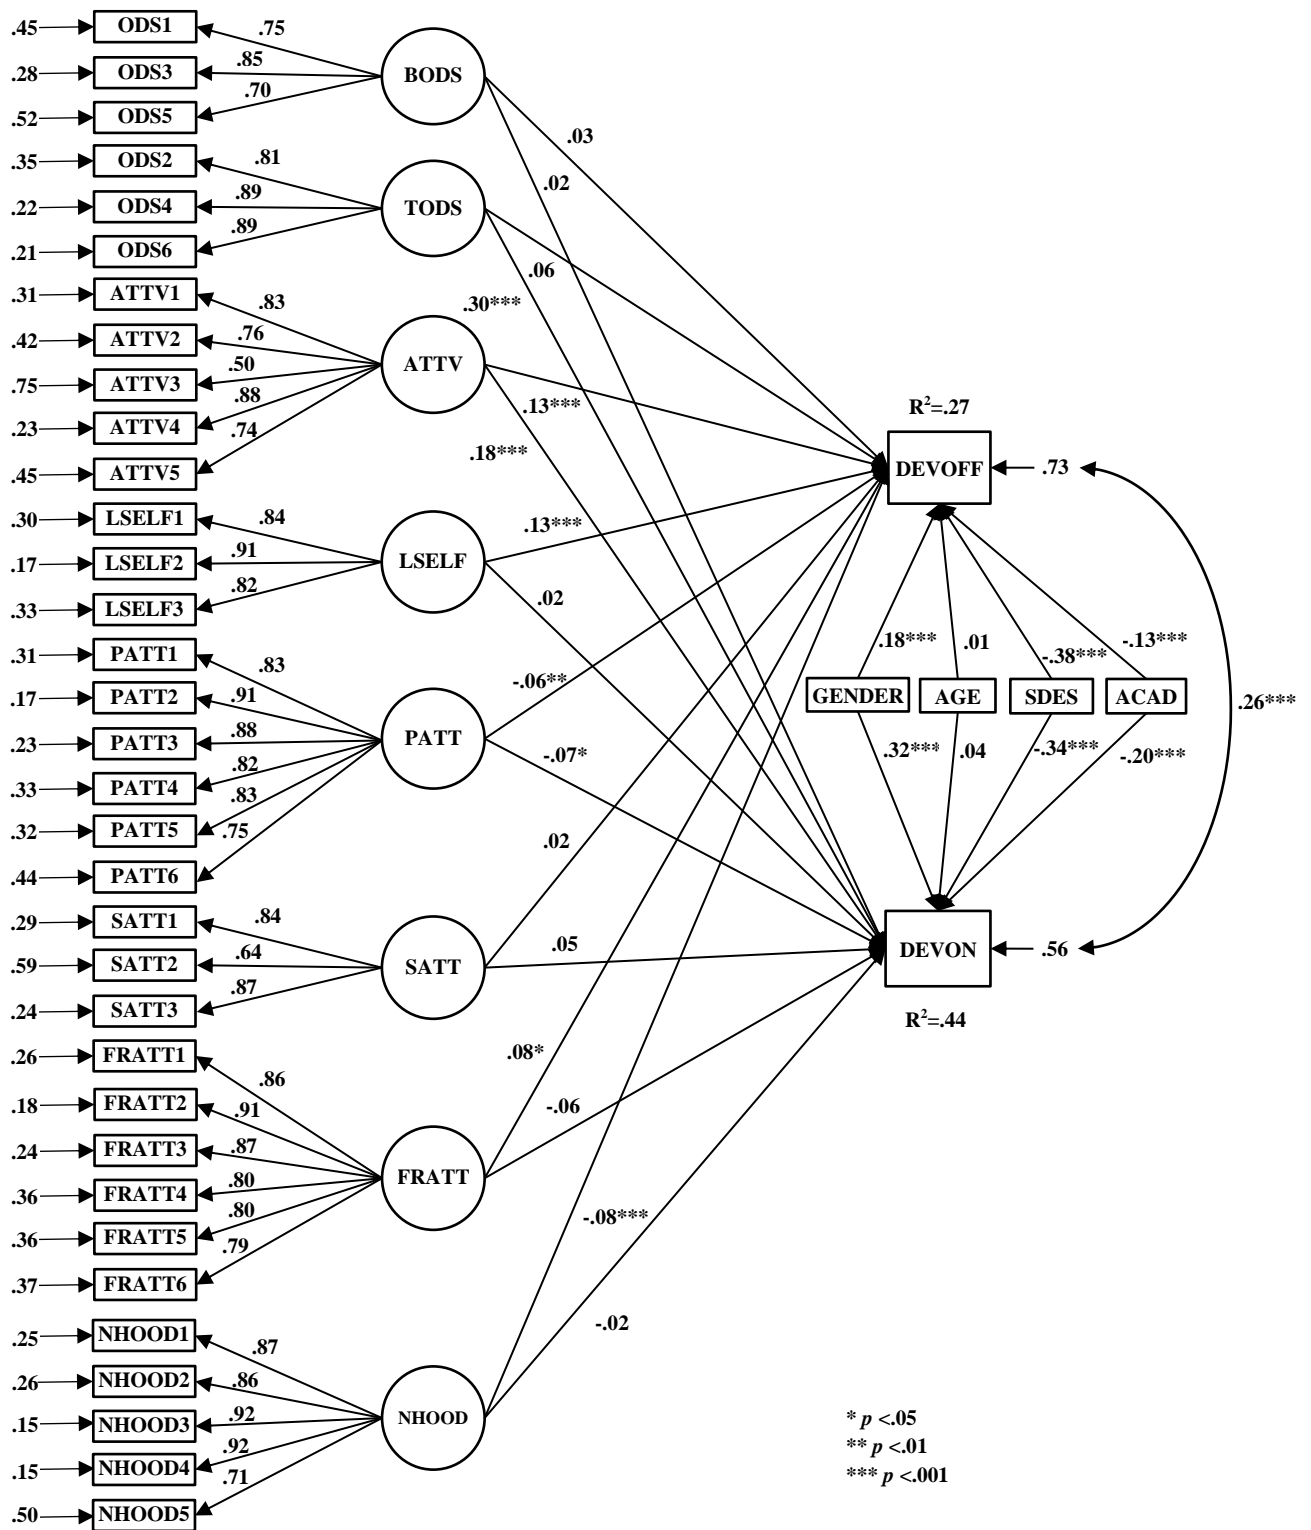 .45 ODS1 .75
.28 ODS3 .85 BODS
.52 ODS5 .70
.03
.35 ODS2 .81
.02
.22 ODS4 .89 TODS
.21 ODS6 .89
.06
.31 ATTV1 .83 .30***
.42 ATTV2 .76
.75 ATTV3 .50 ATTV
.23 ATTV4 .88 .13***
.45 ATTV5 .74 .18***
R²=.27
DEVOFF .73
.30 LSELF1 .84 .13***
.17 LSELF2 .91 LSELF
.33 LSELF3 .82 .02
.18*** .01 -.38*** -.13***
.31 PATT1 .83
.17 PATT2 .91 -.06**
GENDER AGE SDES ACAD .26***
.23 PATT3 .88 PATT
.33 PATT4 .82 -.07*
.32*** .04 -.34*** -.20***
.32 PATT5 .83
.44 PATT6 .75
.02
.29 SATT1 .84
.59 SATT2 .64 SATT .05 DEVON .56
.24 SATT3 .87
R²=.44
.26 FRATT1 .86 .08*
.18 FRATT2 .91 -.06
.24 FRATT3 .87
.36 FRATT4 .80 FRATT
.36 FRATT5 .80 -.08***
.37 FRATT6 .79
.25 NHOOD1 .87 -.02
.26 NHOOD2 .86
.15 NHOOD3 .92 NHOOD
.15 NHOOD4 .92
.50 NHOOD5 .71
* p <.05
** p <.01
*** p <.001